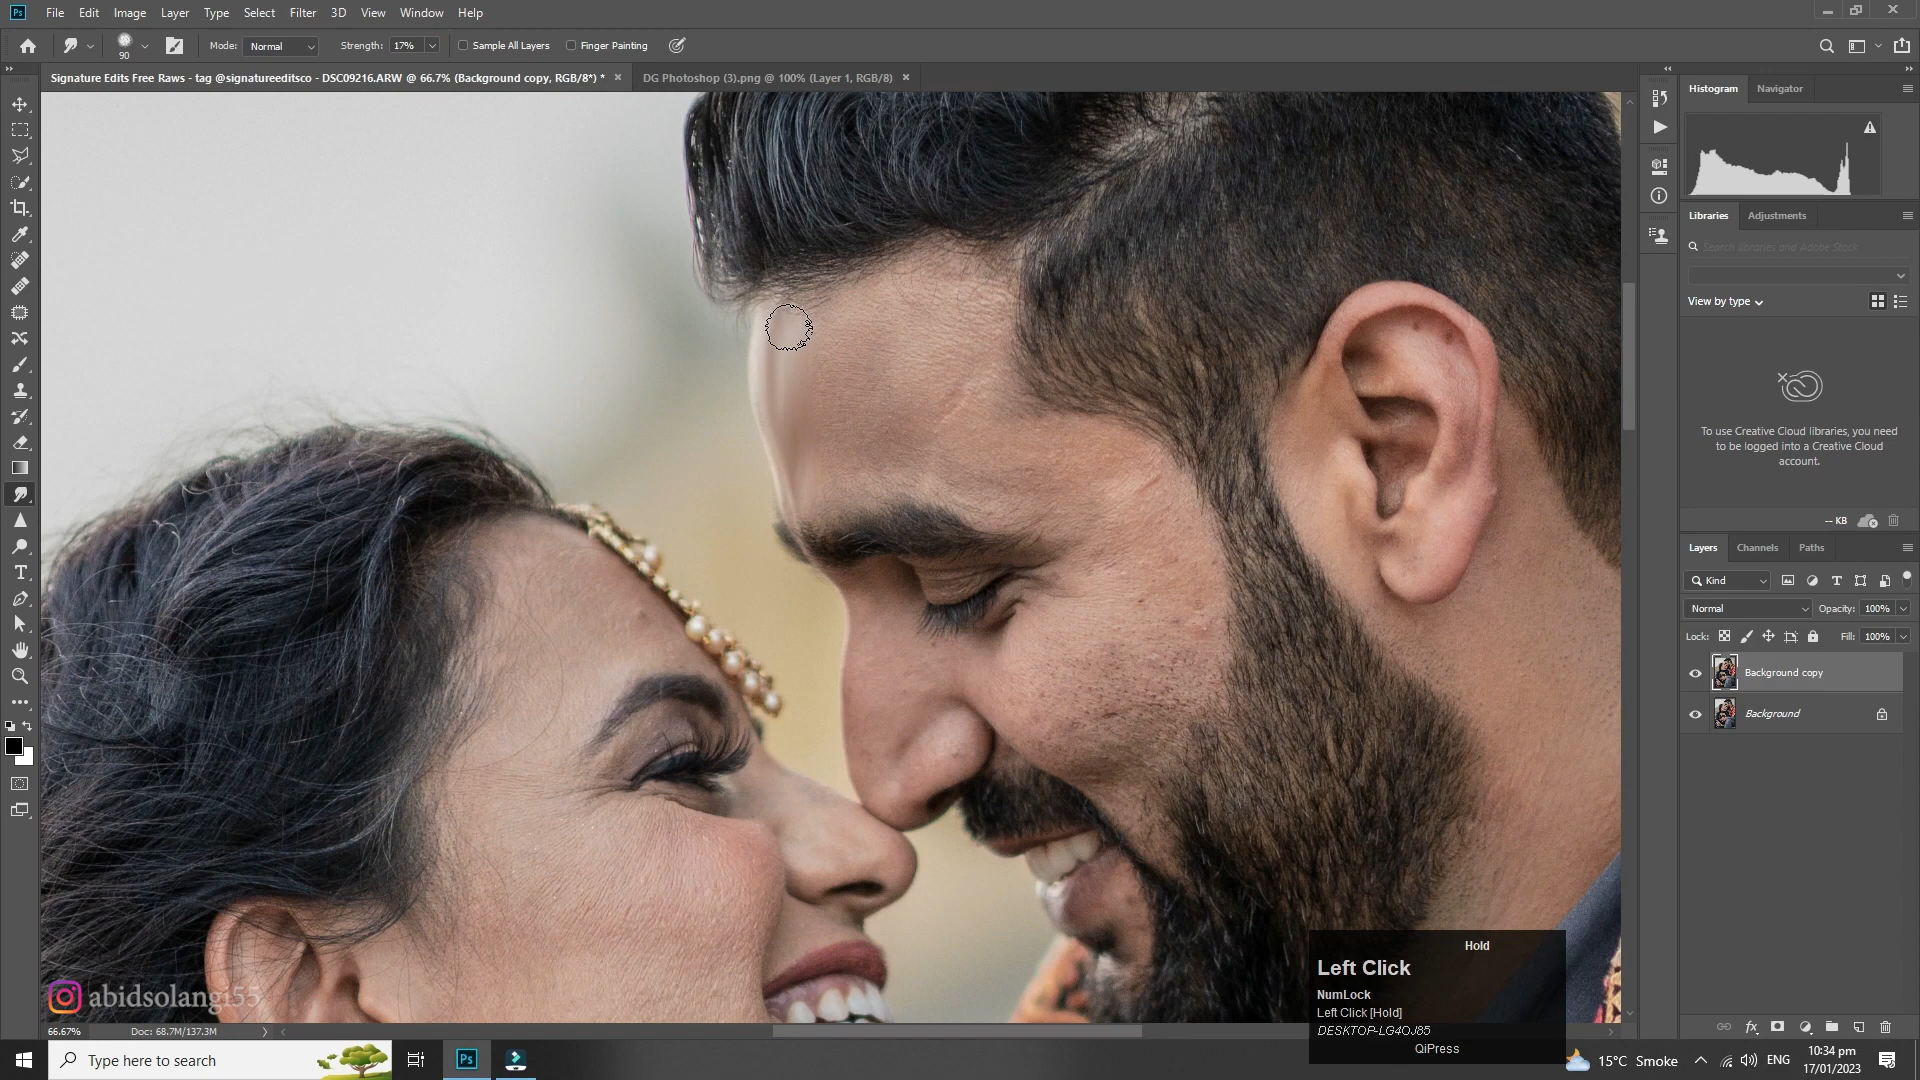 Ps File Edit Image Layer Type Select Filter 3D View Window Help
90 Mode: Normal Strength: 17% Sample All Layers Finger Painting
Signature Edits Free Raws - tag @signatureeditsco - DSC09216.ARW @ 66.7% (Background copy, RGB/8*) *
DG Photoshop (3).png @ 100% (Layer 1, RGB/8)
Histogram Navigator
Libraries Adjustments
Search libraries and Adobe Stock
View by type
To use Creative Cloud libraries, you need
to be logged into a Creative Cloud
account.
-- KB
Layers Channels Paths
Kind
Normal Opacity: 100%
Lock: Fill: 100%
Background copy
Background
abidsolangi55
Hold
Left Click
NumLock
Left Click [Hold]
DESKTOP-LG4OJ85
QiPress
66.67% Doc: 68.7M/137.3M
Type here to search
Ps
15°C Smoke
ENG
10:34 pm
17/01/2023